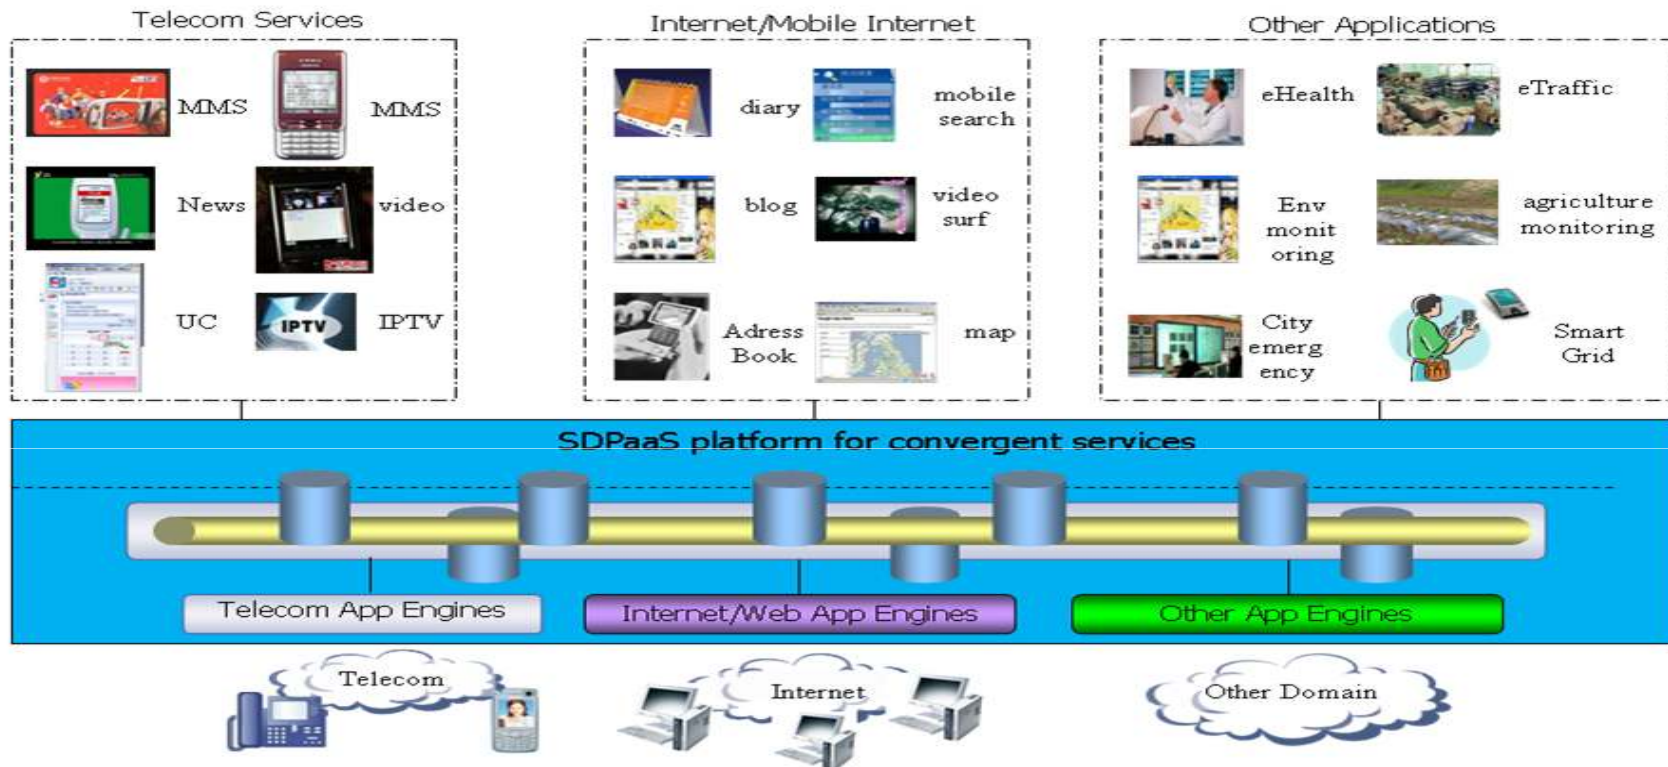 Telecom Services
Internet/Mobile Internet
Other Applications
MMS
MMS
News
video
UC
IPTV
IPTV
diary
mobile
search
blog
video
surf
Adress
Book
map
eHealth
eTraffic
Env
monit
oring
agriculture
monitoring
City
emerg
ency
Smart
Grid
SDPaaS platform for convergent services
Telecom App Engines
Internet/Web App Engines
Other App Engines
Telecom
Internet
Other Domain